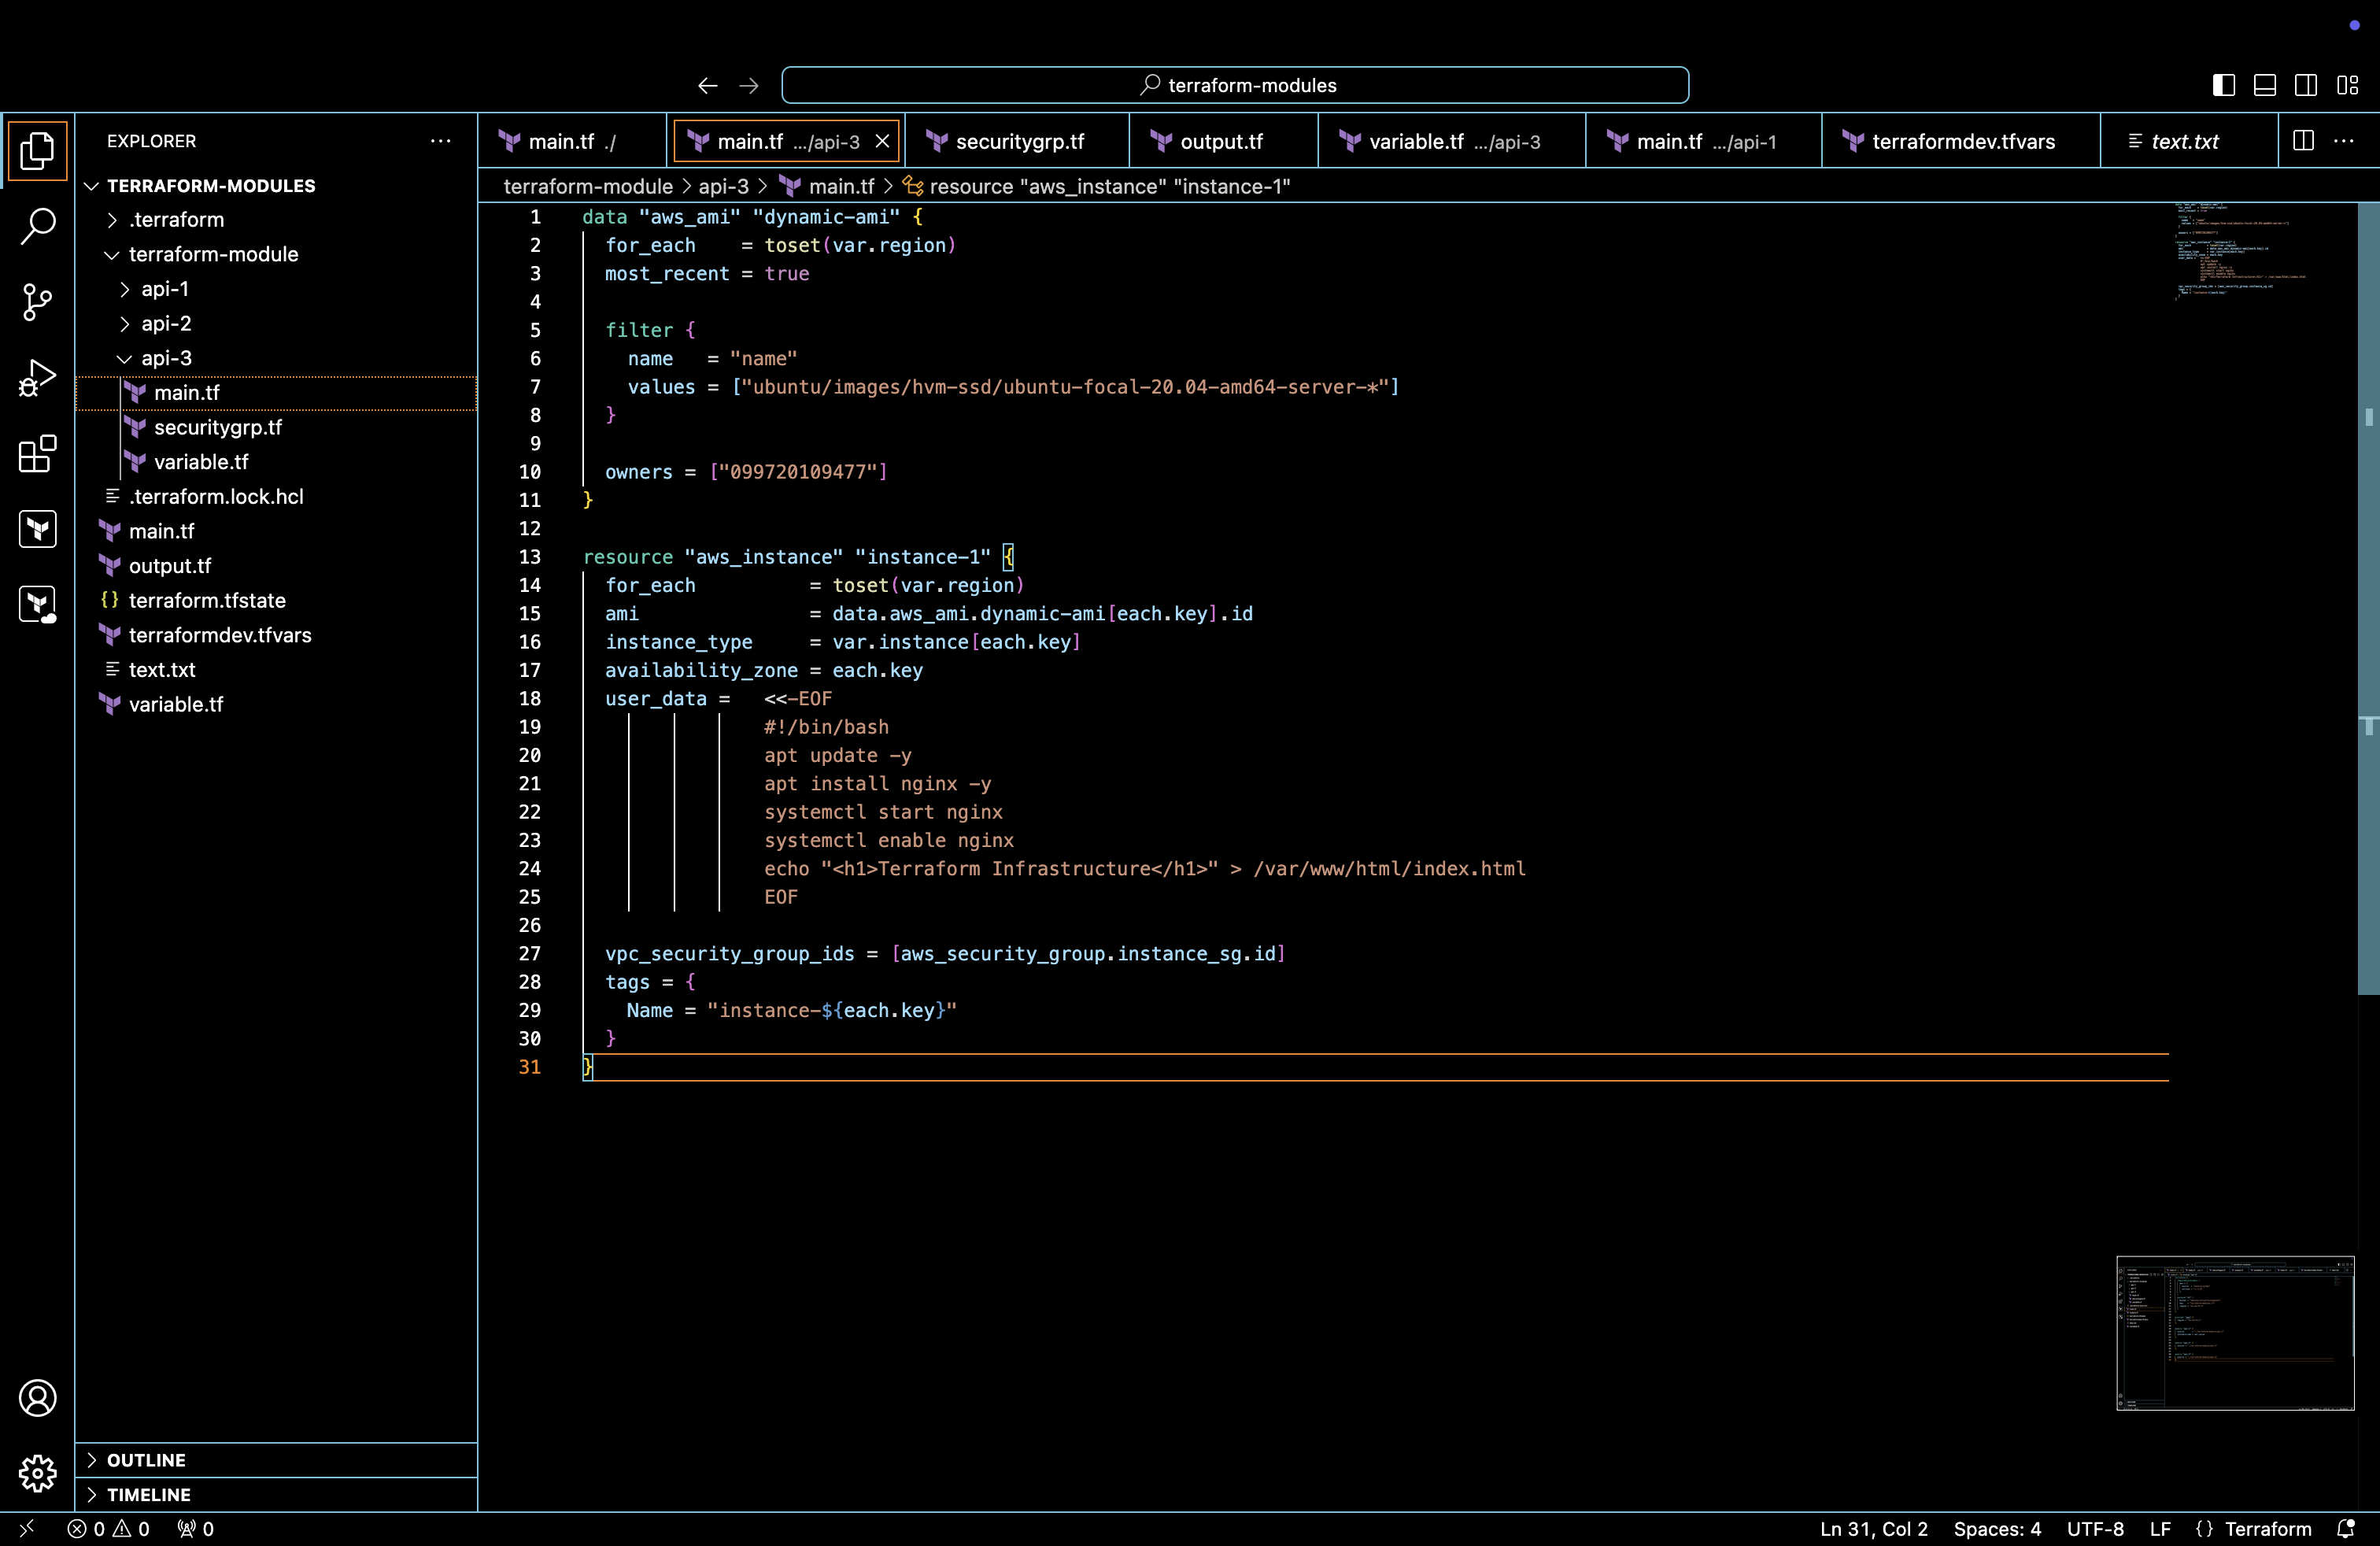 terraform-modules
EXPLORER
main.tf ./
main.tf .../api-3
securitygrp.tf
output.tf
variable.tf .../api-3
main.tf .../api-1
terraformdev.tfvars
text.txt
TERRAFORM-MODULES
.terraform
terraform-module
api-1
api-2
api-3
main.tf
securitygrp.tf
variable.tf
.terraform.lock.hcl
main.tf
output.tf
terraform.tfstate
terraformdev.tfvars
text.txt
variable.tf
OUTLINE
TIMELINE
terraform-module > api-3 > main.tf > resource "aws_instance" "instance-1"
1 data "aws_ami" "dynamic-ami" {
2   for_each    = toset(var.region)
3   most_recent = true
4
5   filter {
6     name   = "name"
7     values = ["ubuntu/images/hvm-ssd/ubuntu-focal-20.04-amd64-server-*"]
8   }
9
10   owners = ["099720109477"]
11 }
12
13 resource "aws_instance" "instance-1" {
14   for_each          = toset(var.region)
15   ami               = data.aws_ami.dynamic-ami[each.key].id
16   instance_type     = var.instance[each.key]
17   availability_zone = each.key
18   user_data =   <<-EOF
19                 #!/bin/bash
20                 apt update -y
21                 apt install nginx -y
22                 systemctl start nginx
23                 systemctl enable nginx
24                 echo "<h1>Terraform Infrastructure</h1>" > /var/www/html/index.html
25                 EOF
26
27   vpc_security_group_ids = [aws_security_group.instance_sg.id]
28   tags = {
29     Name = "instance-${each.key}"
30   }
31 }
0 0 0
Ln 31, Col 2 Spaces: 4 UTF-8 LF {} Terraform